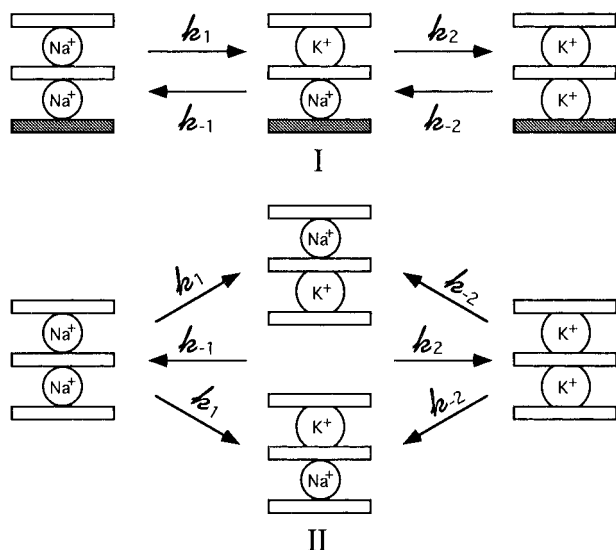 k1 k2
Na+ K+ K+
Na+ Na+ K+
k-1 k-2
I
Na+
k1 K+ k-2
Na+ k-1 k2 K+
Na+ K+
k1 K+ k-2
Na+
II